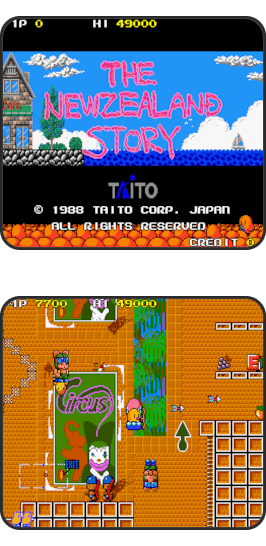 1P 0 HI 49000
THE
NEWZEALAND
STORY
TAITO
© 1988 TAITO CORP. JAPAN
ALL RIGHTS RESERVED
CREDIT 0
1P 7700 HI 49000
E
Circus